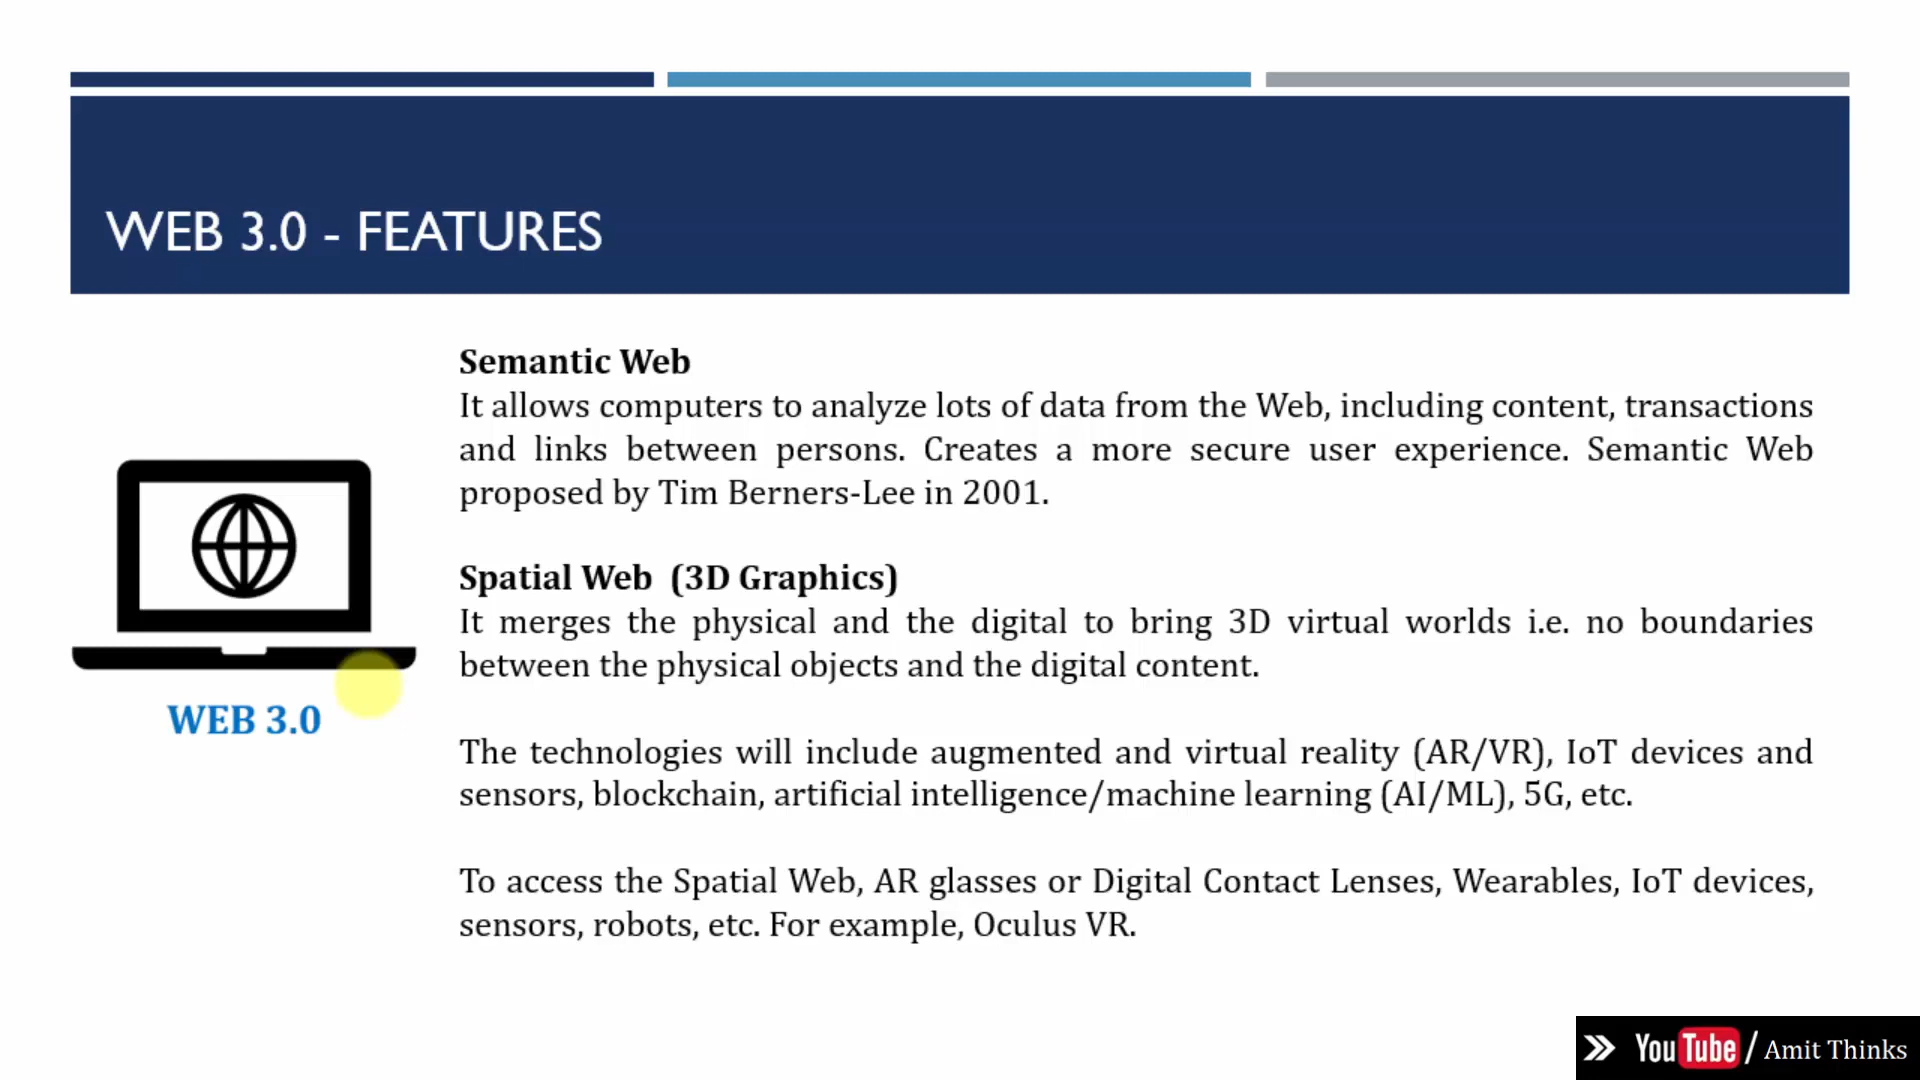 WEB 3.0 - FEATURES
Semantic Web
It allows computers to analyze lots of data from the Web, including content, transactions
and links between persons. Creates a more secure user experience. Semantic Web
proposed by Tim Berners-Lee in 2001.
Spatial Web (3D Graphics)
It merges the physical and the digital to bring 3D virtual worlds i.e. no boundaries
between the physical objects and the digital content.
WEB 3.0
The technologies will include augmented and virtual reality (AR/VR), IoT devices and
sensors, blockchain, artificial intelligence/machine learning (AI/ML), 5G, etc.
To access the Spatial Web, AR glasses or Digital Contact Lenses, Wearables, IoT devices,
sensors, robots, etc. For example, Oculus VR.
YouTube / Amit Thinks